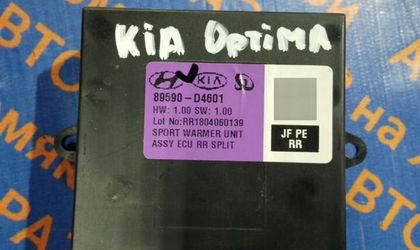 KIA OPTIMA
KIA
89590-D4601
HW: 1.00 SW: 1.00
Lot No:RR1804060139
SPORT WARMER UNIT
ASSY ECU RR SPLIT
JF PE
RR